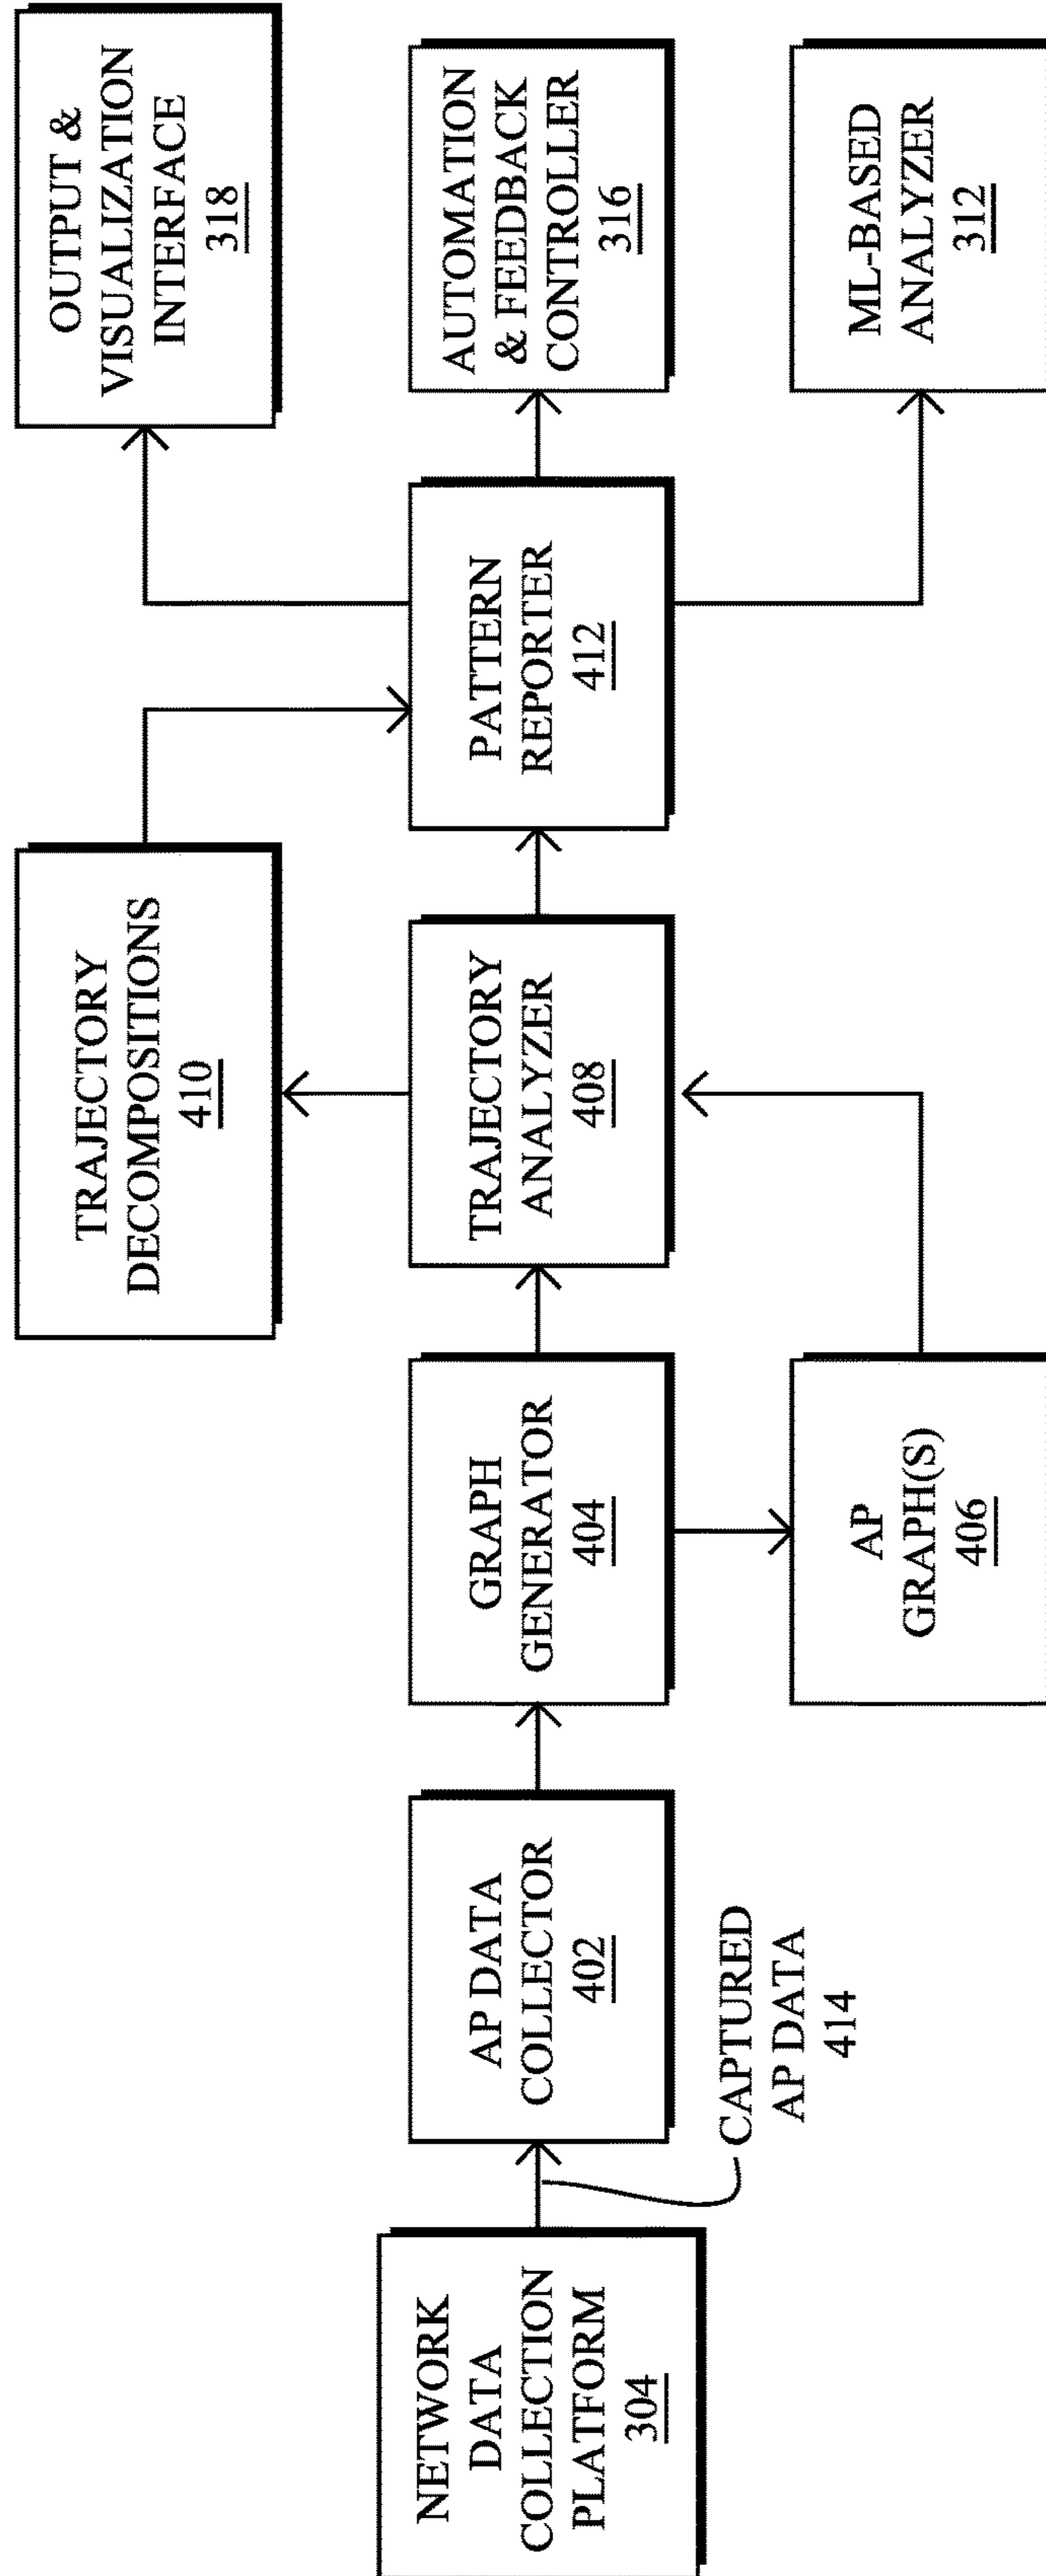 NETWORK
DATA
COLLECTION
PLATFORM
304
CAPTURED
AP DATA
414
AP DATA
COLLECTOR
402
GRAPH
GENERATOR
404
AP
GRAPH(S)
406
TRAJECTORY
ANALYZER
408
TRAJECTORY
DECOMPOSITIONS
410
PATTERN
REPORTER
412
OUTPUT &
VISUALIZATION
INTERFACE
318
AUTOMATION
& FEEDBACK
CONTROLLER
316
ML-BASED
ANALYZER
312